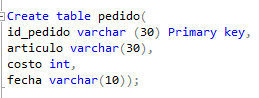 Create table pedido(
id_pedido varchar (30) Primary key,
articulo varchar(30),
costo int,
fecha varchar(10));